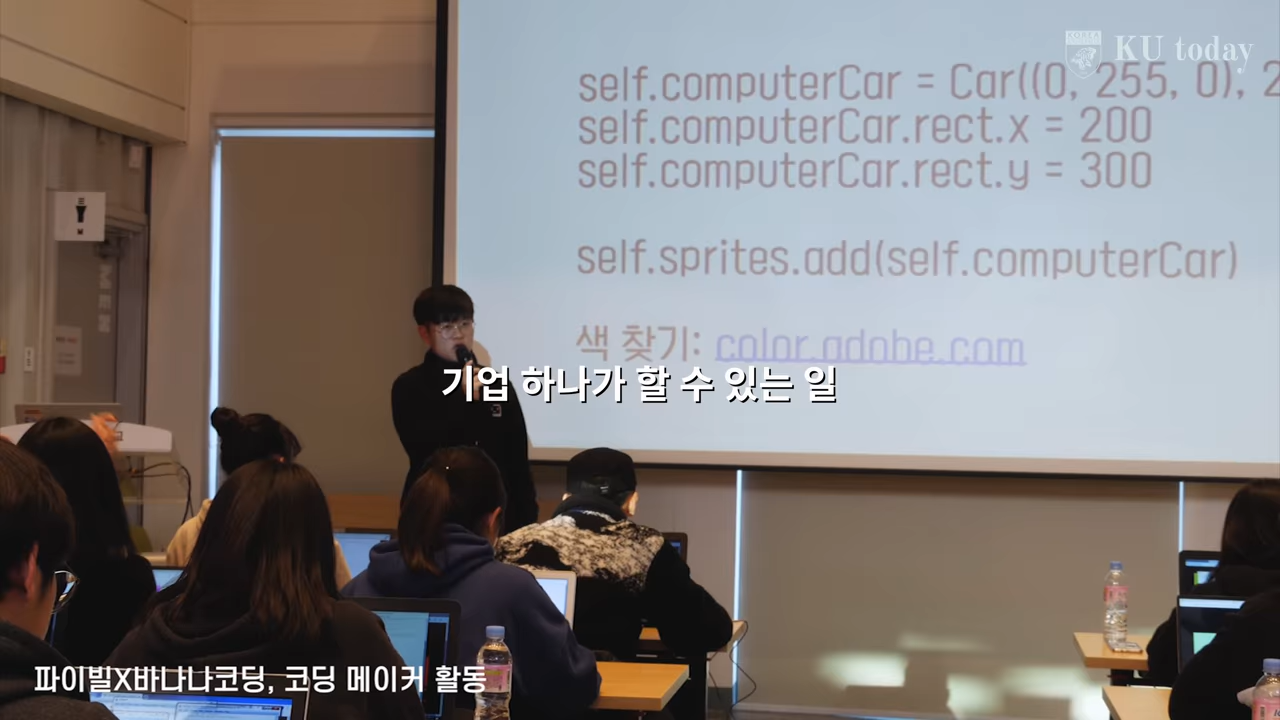 KOREA
KU today
self.computerCar = Car((0, 255, 0), 2
self.computerCar.rect.x = 200
self.computerCar.rect.y = 300
self.sprites.add(self.computerCar)
색 찾기: color.adobe.com
기업 하나가 할 수 있는 일
파이빌X바나나코딩, 코딩 메이커 활동